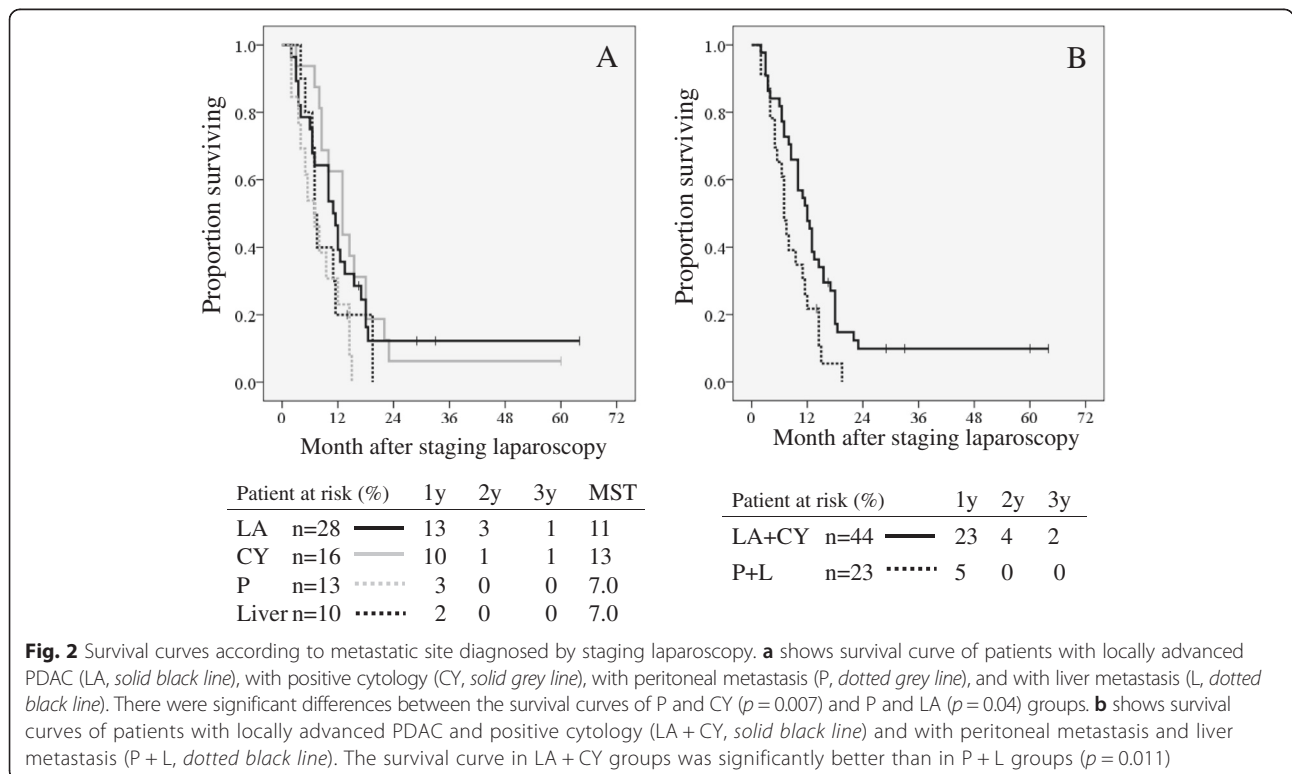 A
Proportion surviving
1.0
0.8
0.6
0.4
0.2
0.0
0 12 24 36 48 60 72
Month after staging laparoscopy
Patient at risk (%) 1y 2y 3y MST
LA n=28 13 3 1 11
CY n=16 10 1 1 13
P n=13 3 0 0 7.0
Liver n=10 2 0 0 7.0
B
Proportion surviving
1.0
0.8
0.6
0.4
0.2
0.0
0 12 24 36 48 60 72
Month after staging laparoscopy
Patient at risk (%) 1y 2y 3y
LA+CY n=44 23 4 2
P+L n=23 5 0 0
Fig. 2 Survival curves according to metastatic site diagnosed by staging laparoscopy. a shows survival curve of patients with locally advanced
PDAC (LA, solid black line), with positive cytology (CY, solid grey line), with peritoneal metastasis (P, dotted grey line), and with liver metastasis (L, dotted
black line). There were significant differences between the survival curves of P and CY (p = 0.007) and P and LA (p = 0.04) groups. b shows survival
curves of patients with locally advanced PDAC and positive cytology (LA + CY, solid black line) and with peritoneal metastasis and liver
metastasis (P + L, dotted black line). The survival curve in LA + CY groups was significantly better than in P + L groups (p = 0.011)